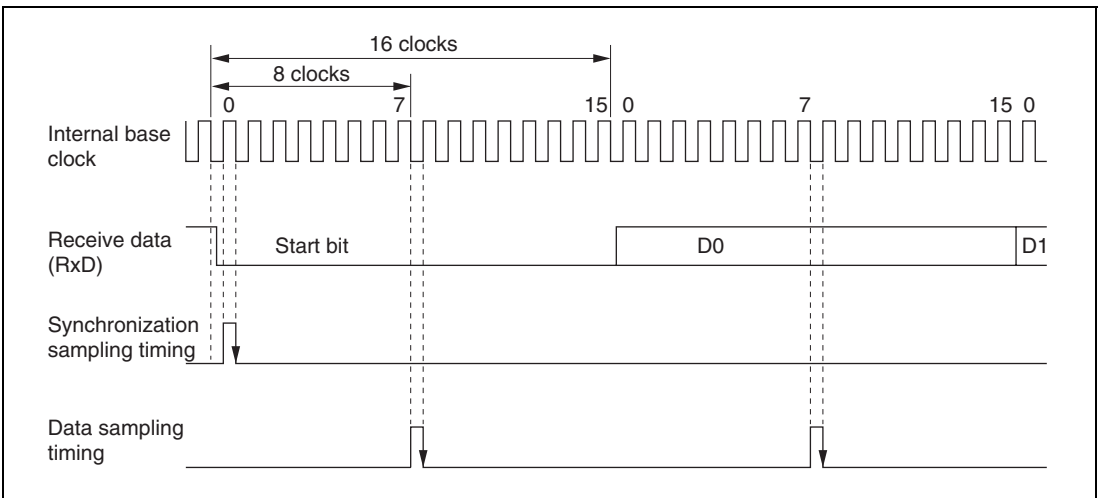 16 clocks
8 clocks
0 7 15 0 7 15 0
Internal base
clock
Receive data
(RxD)
Start bit D0 D1
Synchronization
sampling timing
Data sampling
timing